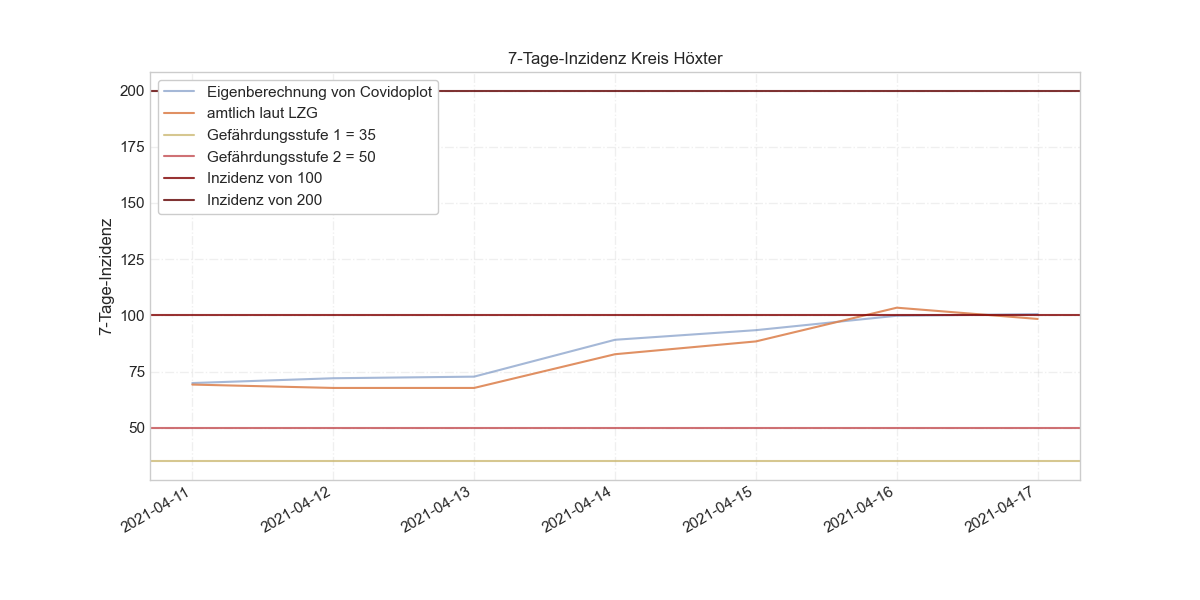 7-Tage-Inzidenz Kreis Höxter
Eigenberechnung von Covidoplot
amtlich laut LZG
Gefährdungsstufe 1 = 35
Gefährdungsstufe 2 = 50
Inzidenz von 100
Inzidenz von 200
7-Tage-Inzidenz
200
175
150
125
100
75
50
2021-04-11
2021-04-12
2021-04-13
2021-04-14
2021-04-15
2021-04-16
2021-04-17